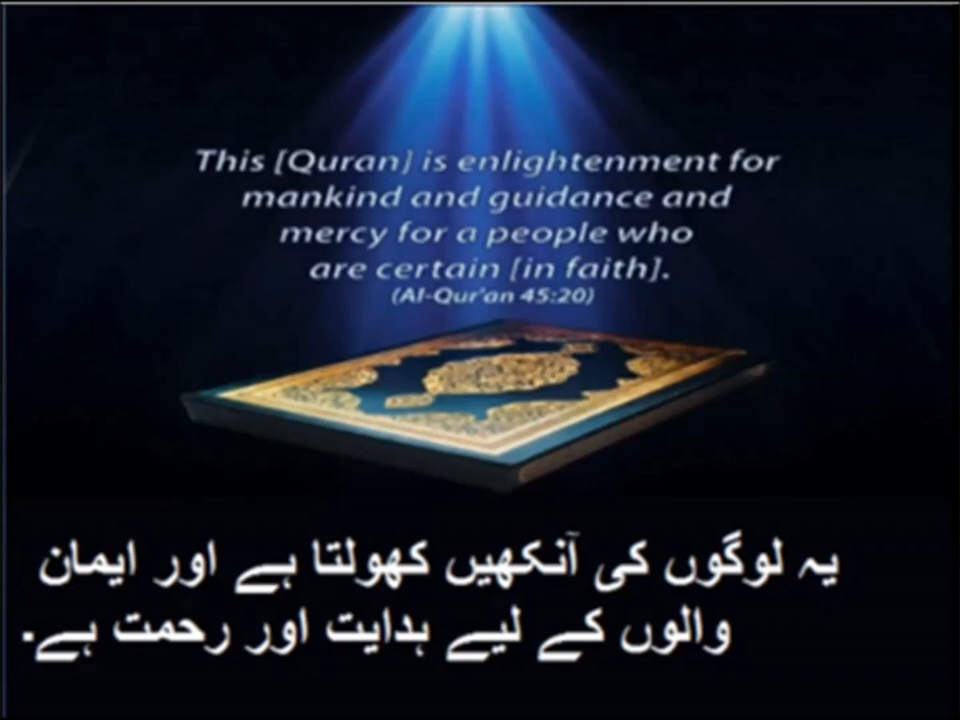 This [Quran] is enlightenment for
mankind and guidance and
mercy for a people who
are certain [in faith].
(Al-Qur'an 45:20)
یہ لوگوں کی آنکھیں کھولتا ہے اور ایمان
والوں کے لیے ہدایت اور رحمت ہے۔